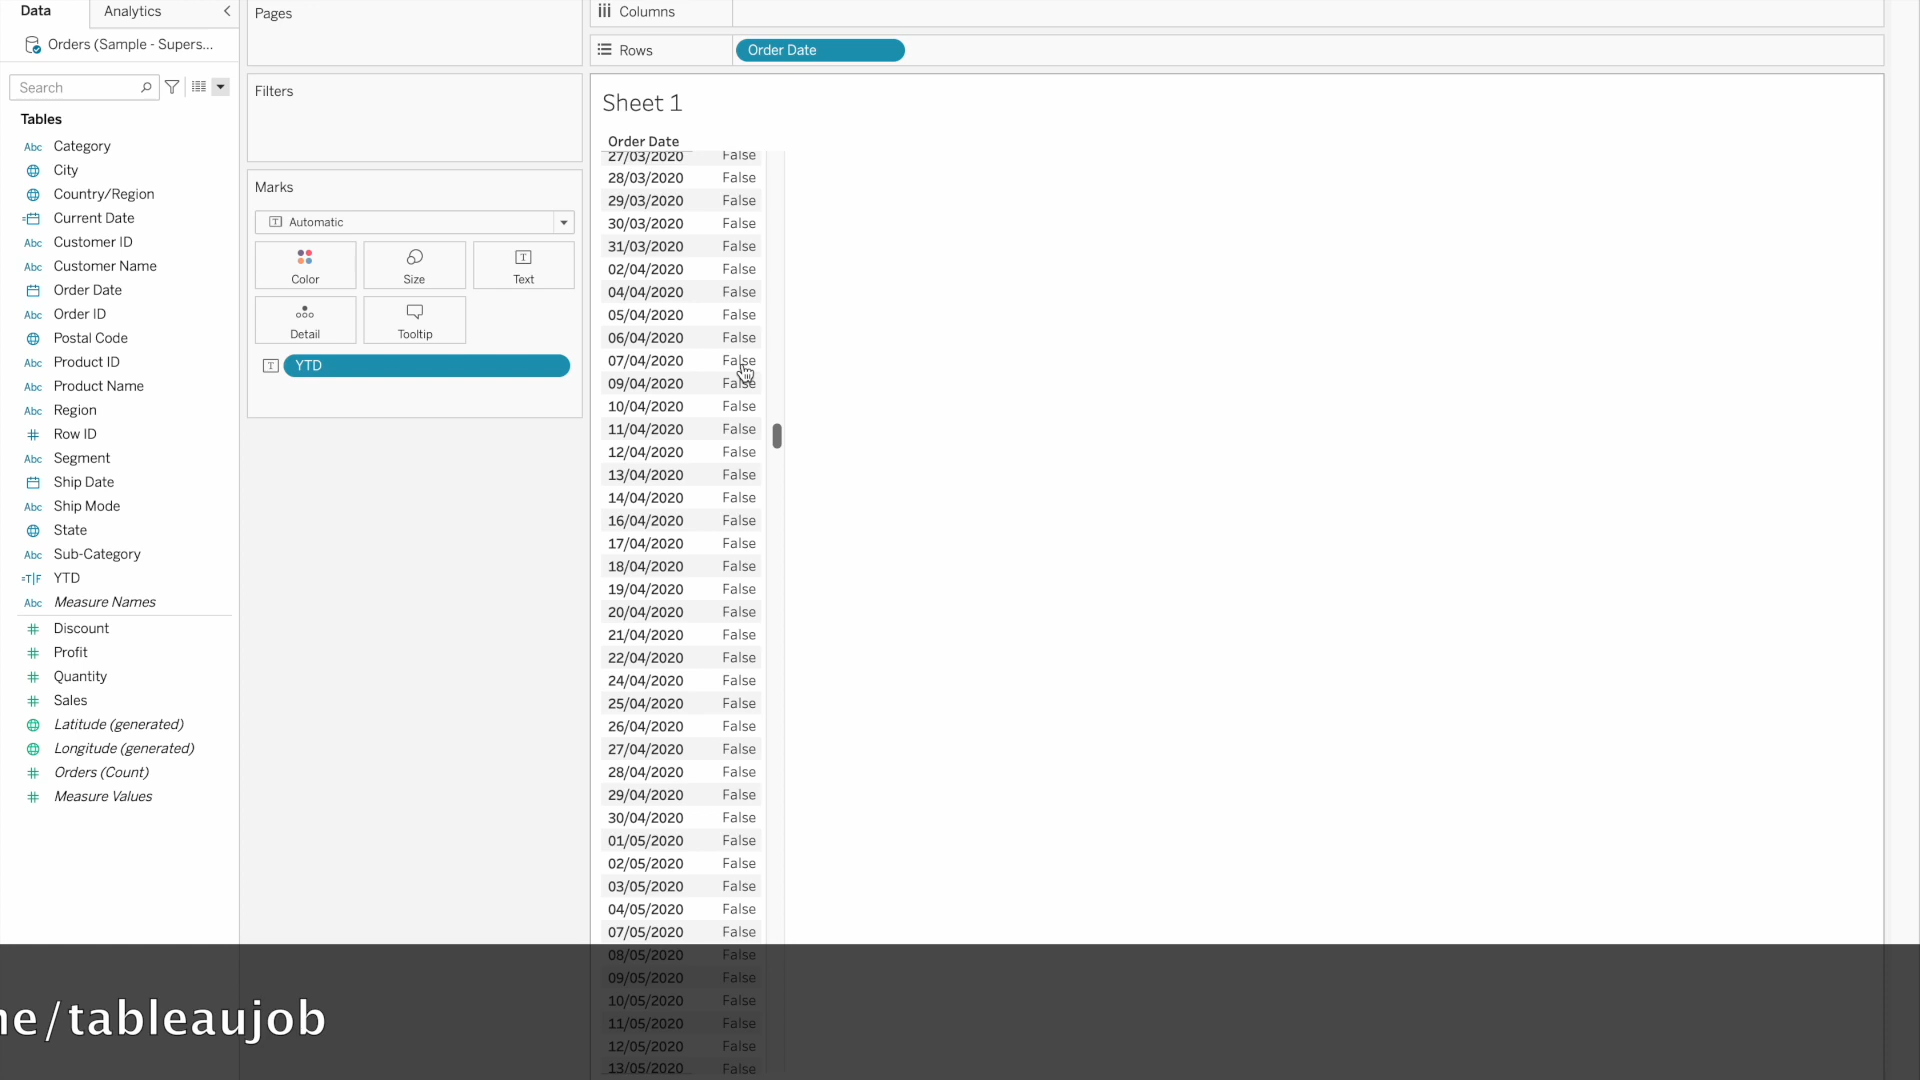 Data
Analytics
Orders (Sample - Supers...
Search
Tables
Abc Category
City
Country/Region
Current Date
Abc Customer ID
Abc Customer Name
Order Date
Abc Order ID
Postal Code
Abc Product ID
Abc Product Name
Abc Region
# Row ID
Abc Segment
Ship Date
Abc Ship Mode
State
Abc Sub-Category
=T|F YTD
Abc Measure Names
# Discount
# Profit
# Quantity
# Sales
Latitude (generated)
Longitude (generated)
# Orders (Count)
# Measure Values
Pages
Filters
Marks
Automatic
Color
Size
Text
Detail
Tooltip
YTD
Columns
Rows
Order Date
Sheet 1
Order Date
27/03/2020 False
28/03/2020 False
29/03/2020 False
30/03/2020 False
31/03/2020 False
02/04/2020 False
04/04/2020 False
05/04/2020 False
06/04/2020 False
07/04/2020 False
09/04/2020 False
10/04/2020 False
11/04/2020 False
12/04/2020 False
13/04/2020 False
14/04/2020 False
16/04/2020 False
17/04/2020 False
18/04/2020 False
19/04/2020 False
20/04/2020 False
21/04/2020 False
22/04/2020 False
24/04/2020 False
25/04/2020 False
26/04/2020 False
27/04/2020 False
28/04/2020 False
29/04/2020 False
30/04/2020 False
01/05/2020 False
02/05/2020 False
03/05/2020 False
04/05/2020 False
07/05/2020 False
08/05/2020 False
09/05/2020 False
10/05/2020 False
11/05/2020 False
12/05/2020 False
13/05/2020 False
ne/tableaujob